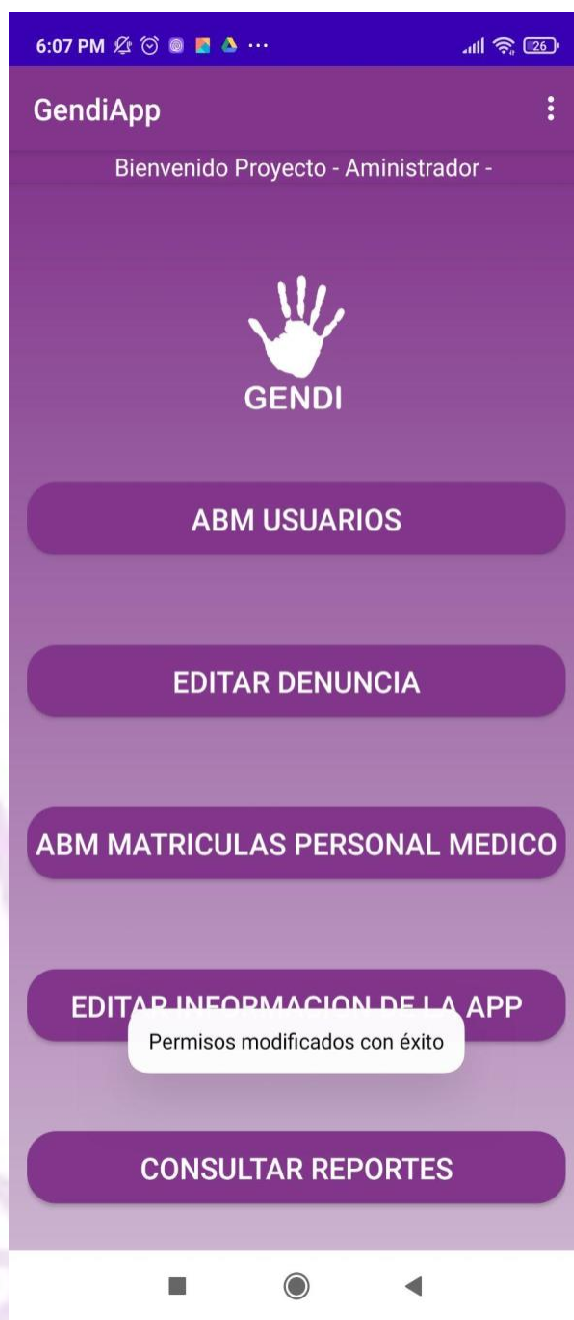 6:07 PM ... 26
GendiApp
Bienvenido Proyecto - Aministrador -
GENDI
ABM USUARIOS
EDITAR DENUNCIA
ABM MATRICULAS PERSONAL MEDICO
EDITAR INFORMACION DE LA APP
Permisos modificados con éxito
CONSULTAR REPORTES